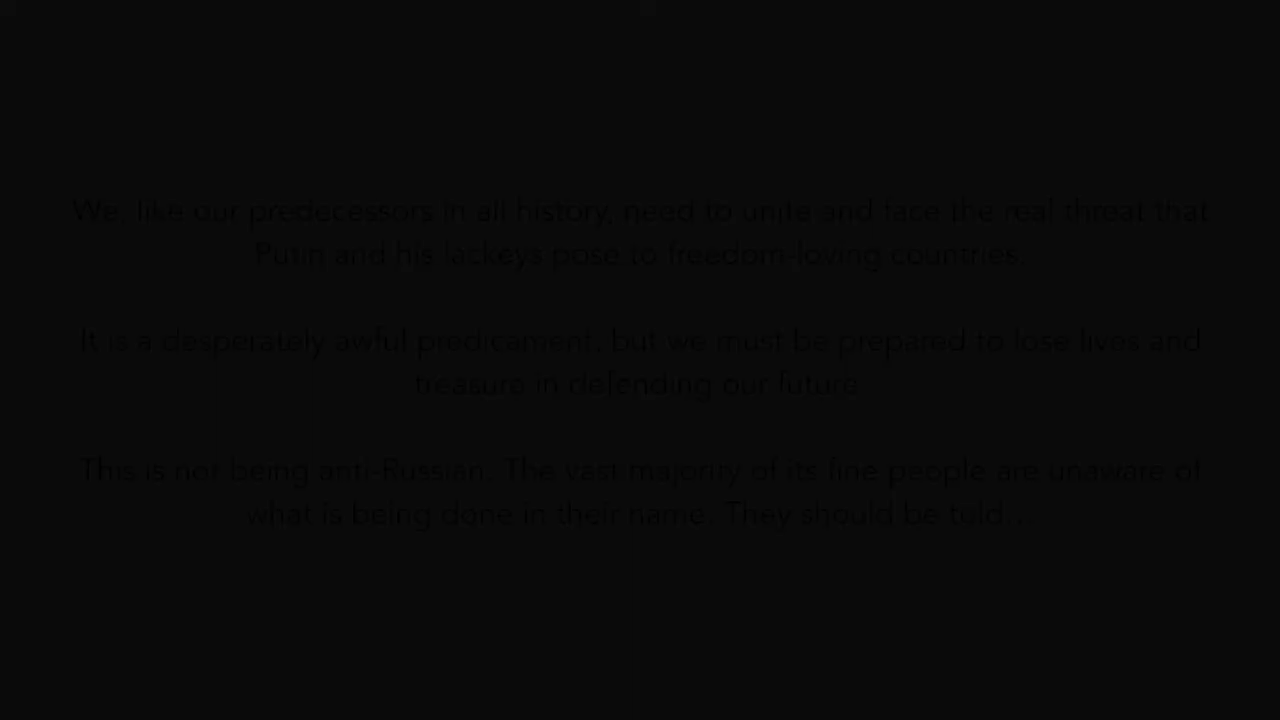 We, like our predecessors in all history, need to unite and face the real threat that
Putin and his lackeys pose to freedom-loving countries.
It is a desperately awful predicament, but we must be prepared to lose lives and
treasure in defending our future.
This is not being anti-Russian. The vast majority of its fine people are unaware of
what is being done in their name. They should be told...